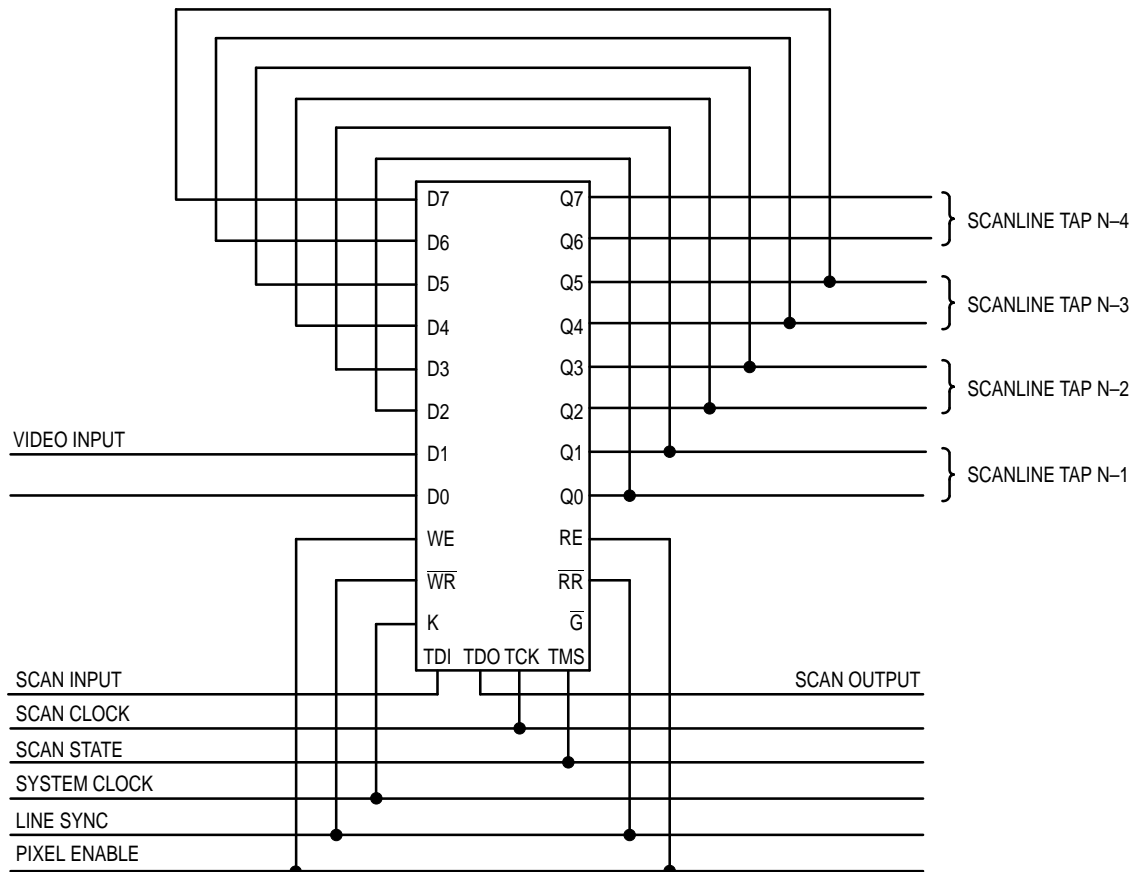 D7 Q7
SCANLINE TAP N–4
D6 Q6
D5 Q5
SCANLINE TAP N–3
D4 Q4
D3 Q3
SCANLINE TAP N–2
D2 Q2
VIDEO INPUT
D1 Q1
SCANLINE TAP N–1
D0 Q0
WE RE
W̅R̅ R̅R̅
K G̅
TDI TDO TCK TMS
SCAN INPUT SCAN OUTPUT
SCAN CLOCK
SCAN STATE
SYSTEM CLOCK
LINE SYNC
PIXEL ENABLE